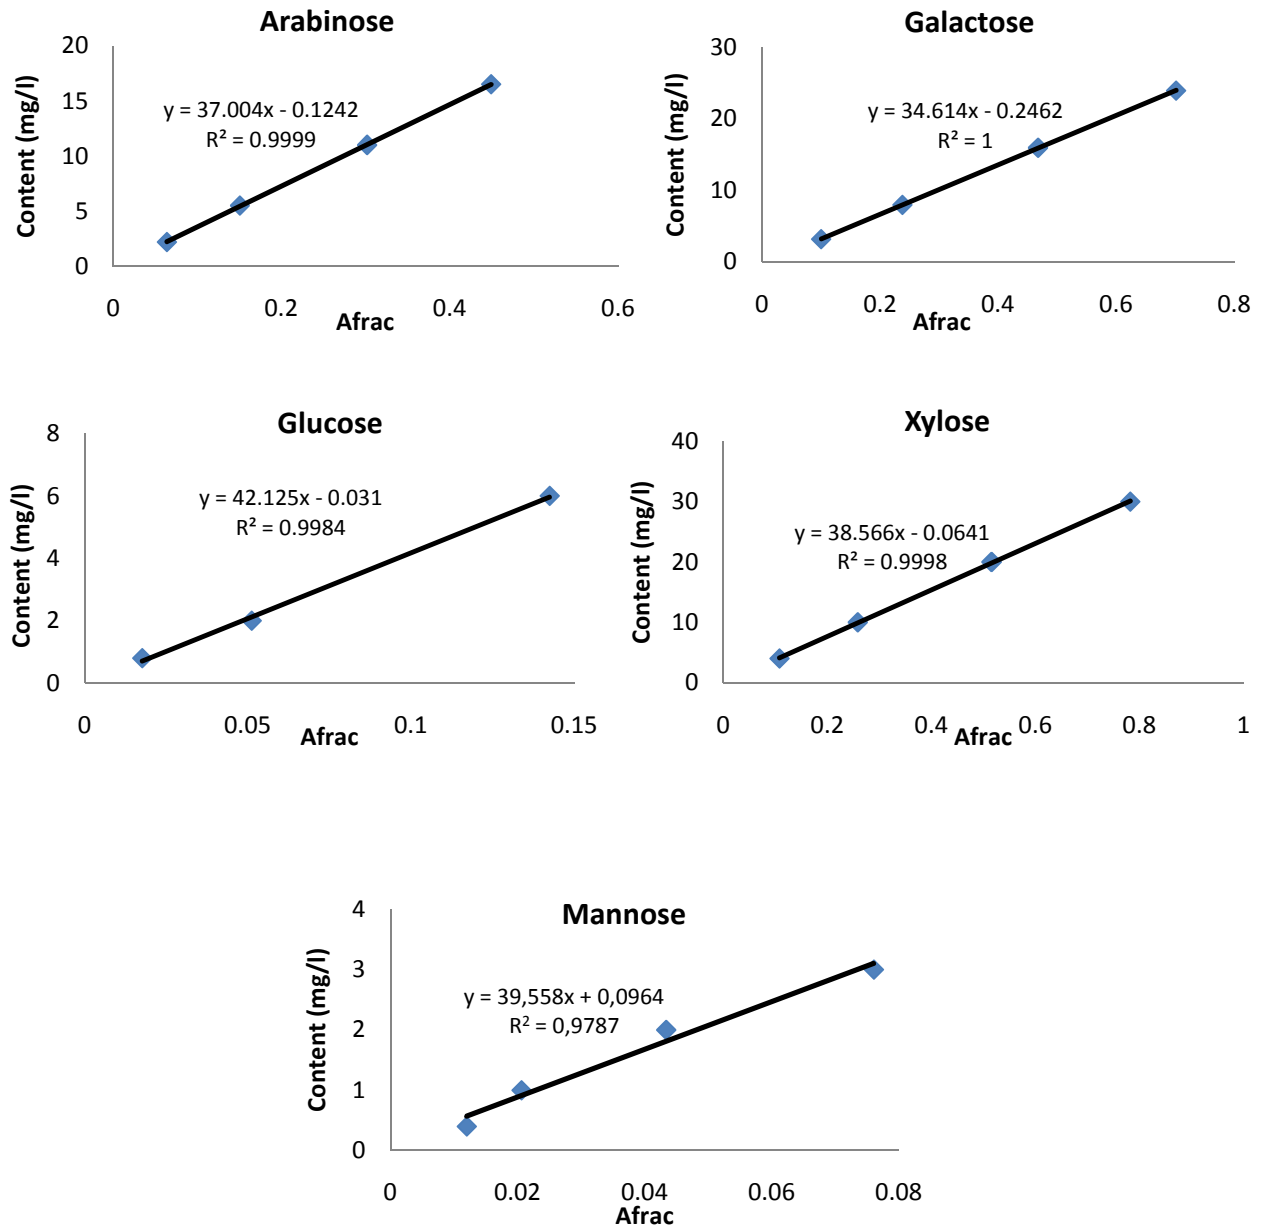 Arabinose
20
15
10
5
0
Content (mg/l)
y = 37.004x - 0.1242
R² = 0.9999
0 0.2 0.4 0.6
Afrac
Galactose
30
20
10
0
Content (mg/l)
y = 34.614x - 0.2462
R² = 1
0 0.2 0.4 0.6 0.8
Afrac
Glucose
8
6
4
2
0
Content (mg/l)
y = 42.125x - 0.031
R² = 0.9984
0 0.05 0.1 0.15
Afrac
Xylose
40
30
20
10
0
Content (mg/l)
y = 38.566x - 0.0641
R² = 0.9998
0 0.2 0.4 0.6 0.8 1
Afrac
Mannose
4
3
2
1
0
Content (mg/l)
y = 39,558x + 0,0964
R² = 0,9787
0 0.02 0.04 0.06 0.08
Afrac